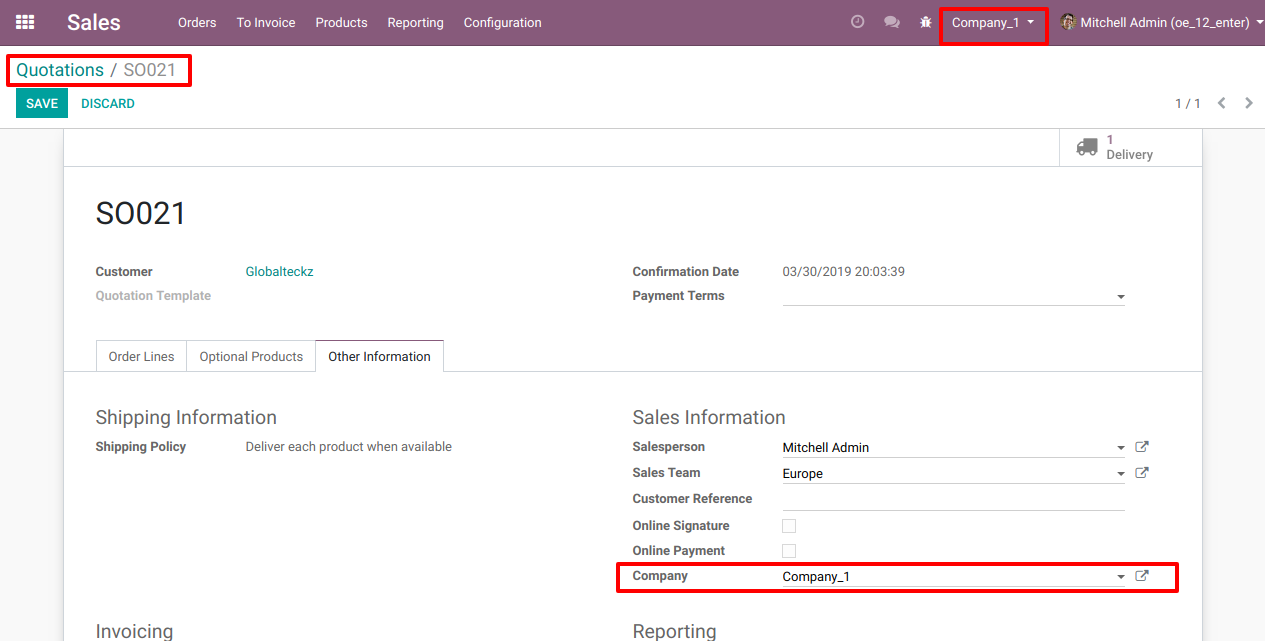 Sales Orders To Invoice Products Reporting Configuration Company_1 Mitchell Admin (oe_12_enter)
Quotations / SO021
SAVE DISCARD 1 / 1
1
Delivery
SO021
Customer Globalteckz Confirmation Date 03/30/2019 20:03:39
Quotation Template Payment Terms
Order Lines Optional Products Other Information
Shipping Information Sales Information
Shipping Policy Deliver each product when available Salesperson Mitchell Admin
Sales Team Europe
Customer Reference
Online Signature
Online Payment
Company Company_1
Invoicing Reporting